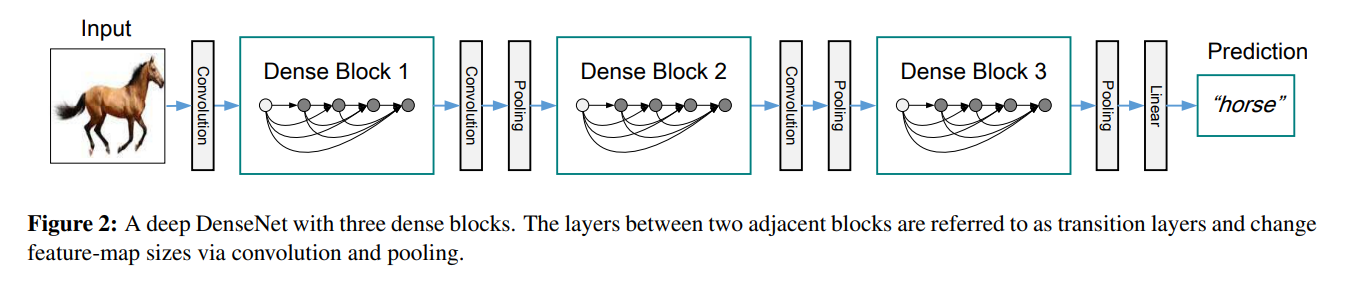 Input
Convolution
Dense Block 1
Convolution
Pooling
Dense Block 2
Convolution
Pooling
Dense Block 3
Pooling
Linear
Prediction
“horse”
Figure 2: A deep DenseNet with three dense blocks. The layers between two adjacent blocks are referred to as transition layers and change
feature-map sizes via convolution and pooling.